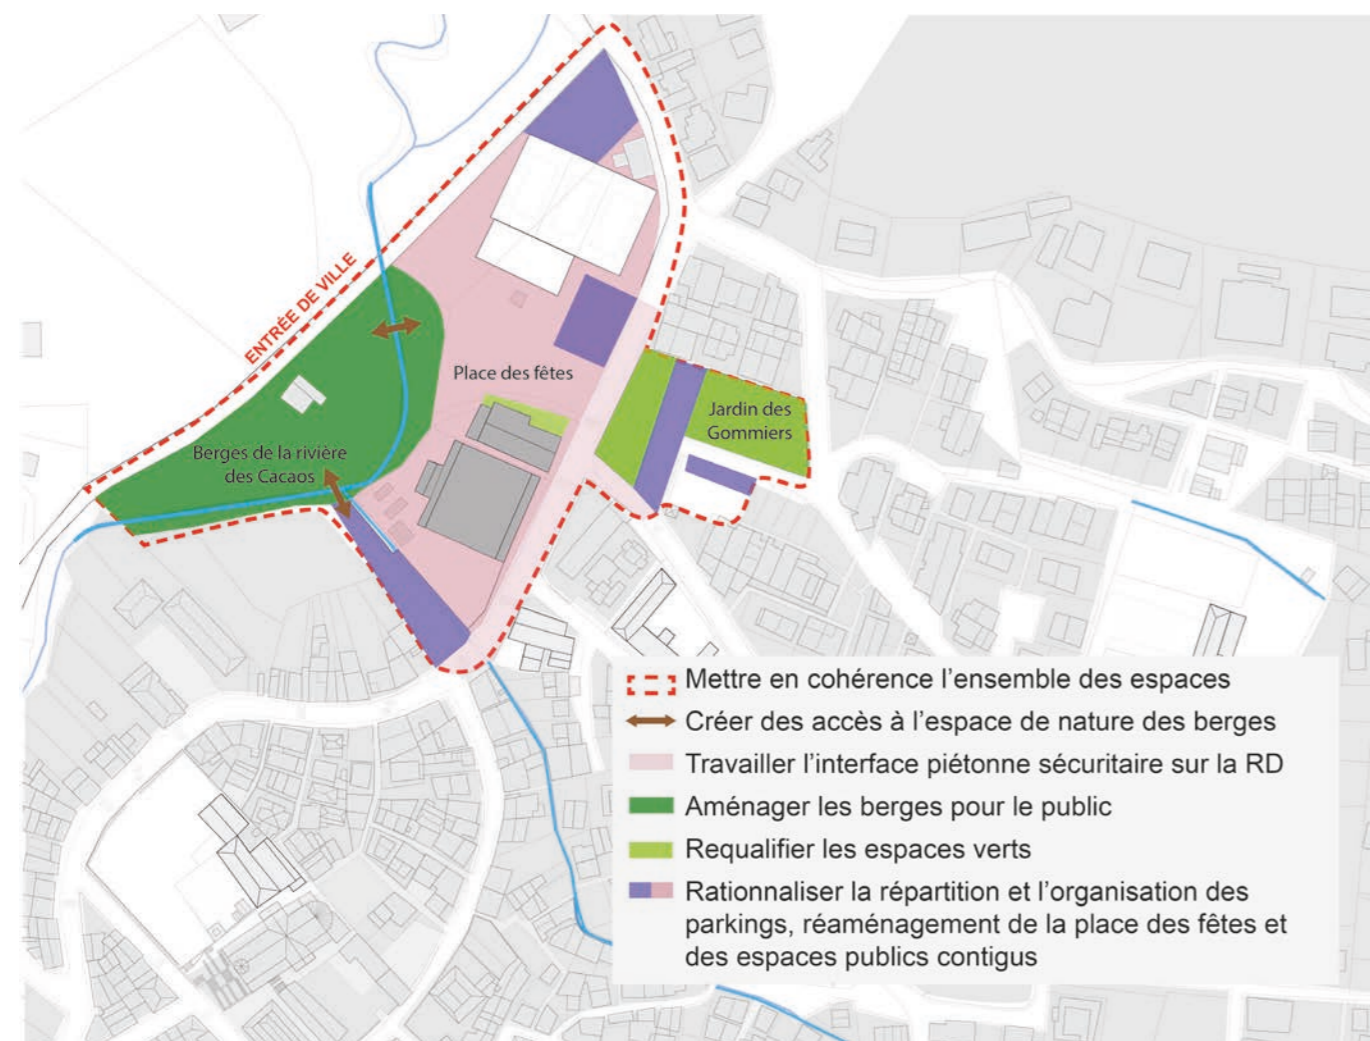 ENTRÉE DE VILLE
Place des fêtes
Jardin des
Gommiers
Berges de la rivière
des Cacaos
Mettre en cohérence l'ensemble des espaces
Créer des accès à l'espace de nature des berges
Travailler l'interface piétonne sécuritaire sur la RD
Aménager les berges pour le public
Requalifier les espaces verts
Rationnaliser la répartition et l'organisation des
parkings, réaménagement de la place des fêtes et
des espaces publics contigus